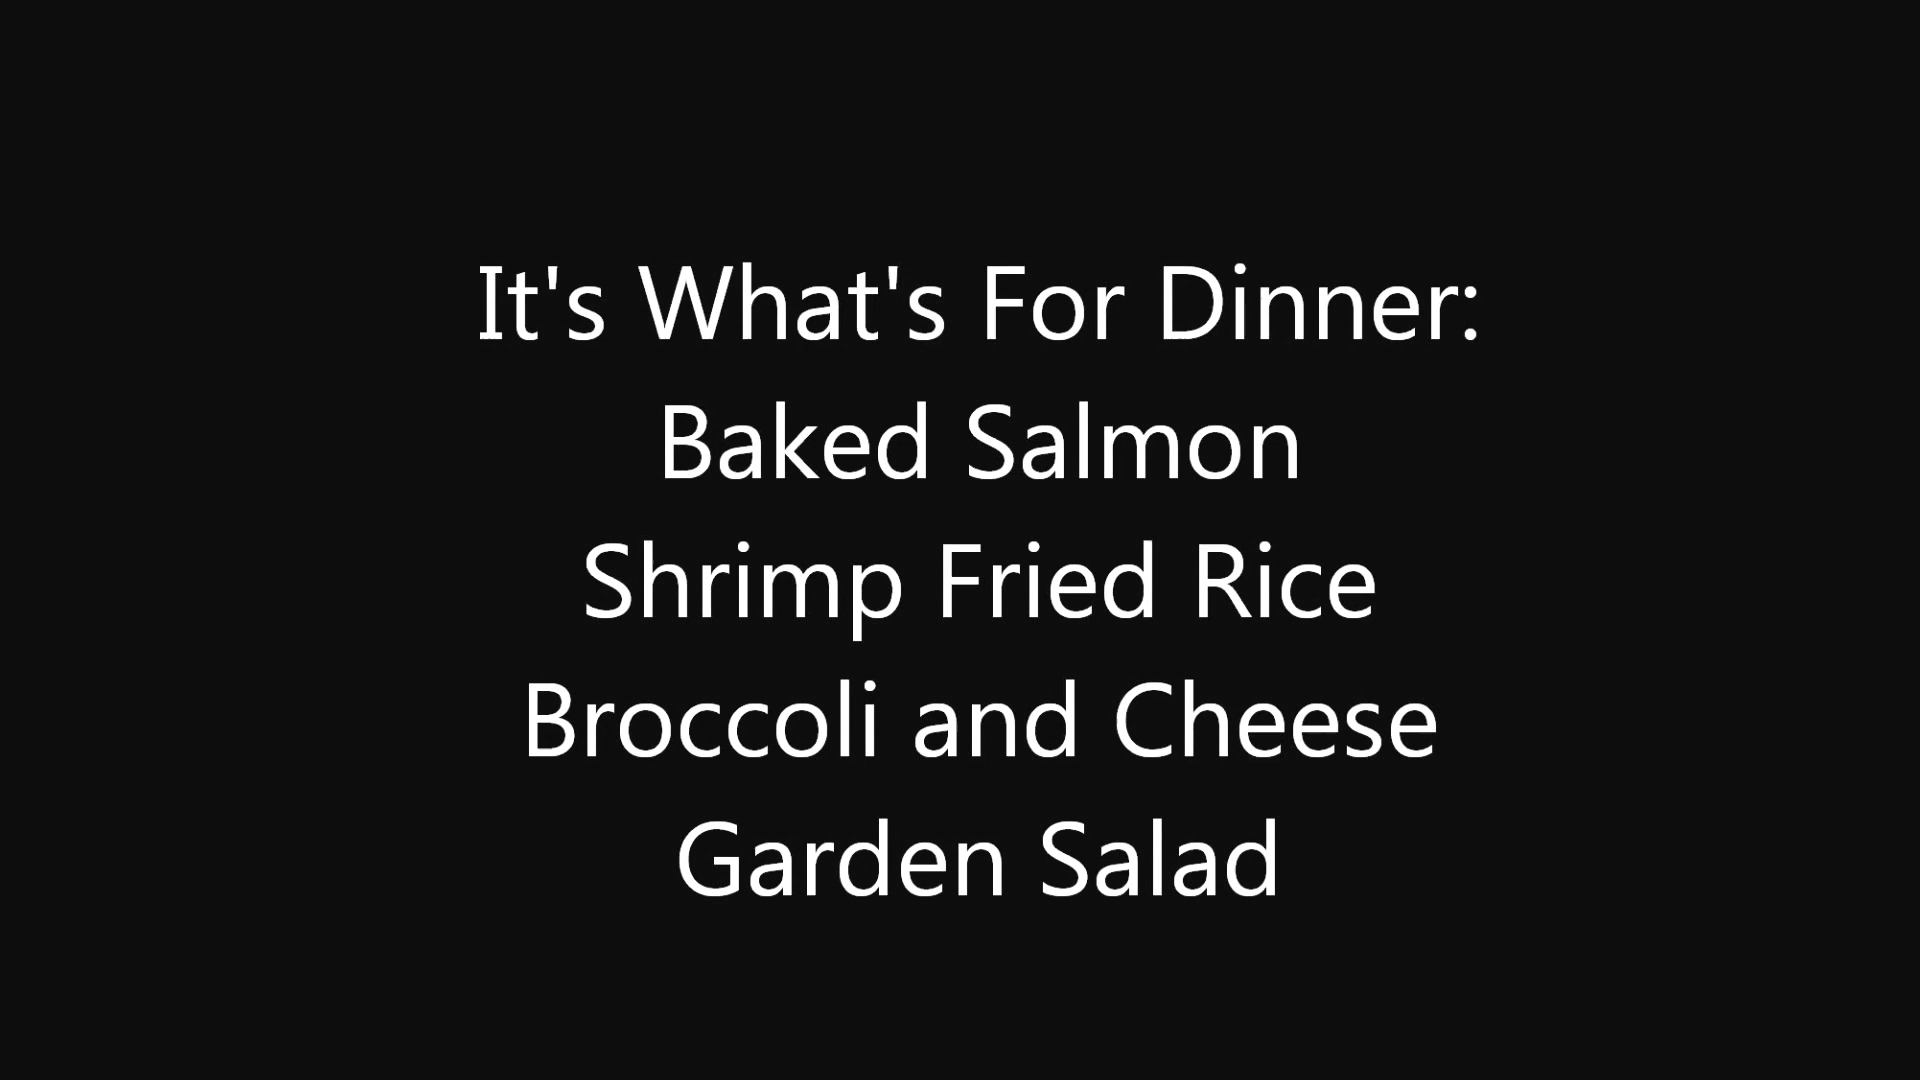 It's What's For Dinner:
Baked Salmon
Shrimp Fried Rice
Broccoli and Cheese
Garden Salad